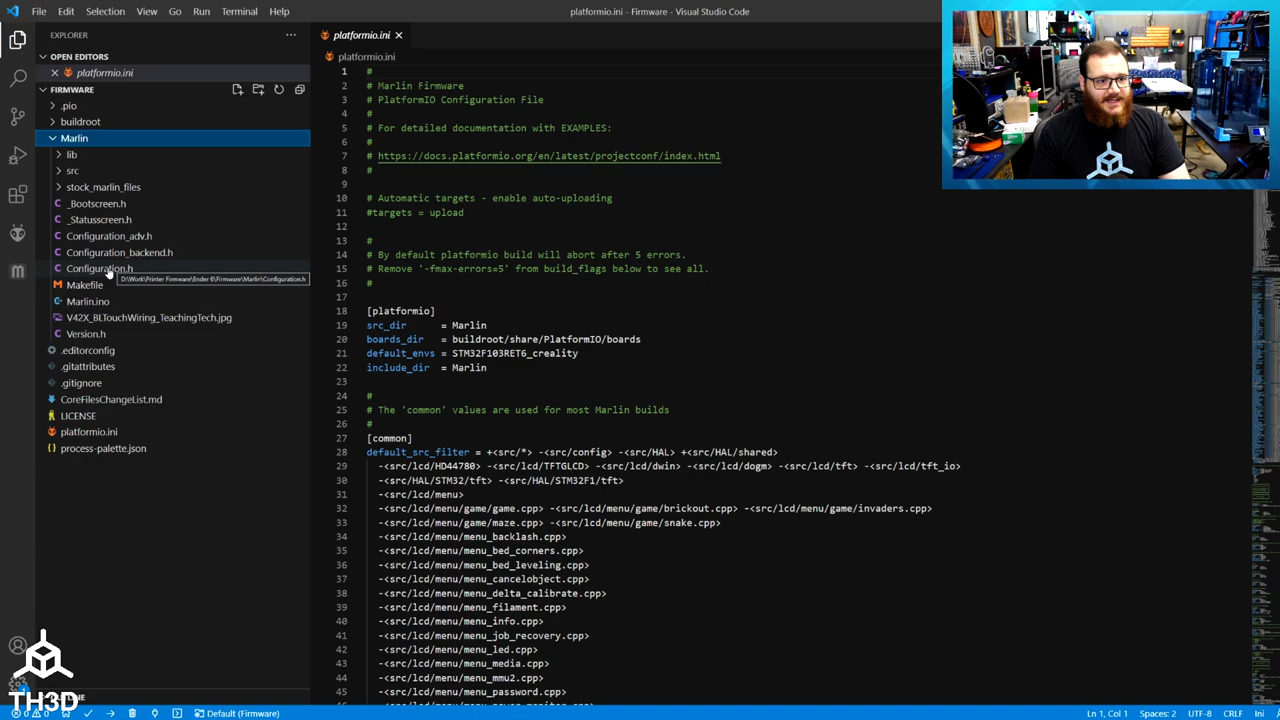 File Edit Selection View Go Run Terminal Help
platformio.ini - Firmware - Visual Studio Code
EXPLORER
OPEN EDITORS
platformio.ini
FIRMWARE
.pio
buildroot
Marlin
lib
src
stock_marlin_files
_Bootscreen.h
_Statusscreen.h
Configuration_adv.h
Configuration_backend.h
Configuration.h
D:\Work\Printer Firmware\Ender 6\Firmware\Marlin\Configuration.h
Makefile
Marlin.ino
V42X_BLTouchWiring_TeachingTech.jpg
Version.h
.editorconfig
.gitattributes
.gitignore
CoreFilesChangeList.md
LICENSE
platformio.ini
process-palette.json
TH3D
platformio.ini
platformio.ini
1 #
2 # Marlin Firmware
3 # PlatformIO Configuration File
4 #
5 # For detailed documentation with EXAMPLES:
6 #
7 # https://docs.platformio.org/en/latest/projectconf/index.html
8 #
9
10 # Automatic targets - enable auto-uploading
11 #targets = upload
12
13 #
14 # By default platformio build will abort after 5 errors.
15 # Remove '-fmax-errors=5' from build_flags below to see all.
16 #
17
18 [platformio]
19 src_dir = Marlin
20 boards_dir = buildroot/share/PlatformIO/boards
21 default_envs = STM32F103RET6_creality
22 include_dir = Marlin
23
24 #
25 # The 'common' values are used for most Marlin builds
26 #
27 [common]
28 default_src_filter = +<src/*> -<src/config> -<src/HAL> +<src/HAL/shared>
29 -<src/lcd/HD44780> -<src/lcd/TFTGLCD> -<src/lcd/dwin> -<src/lcd/dogm> -<src/lcd/tft> -<src/lcd/tft_io>
30 -<src/HAL/STM32/tft> -<src/HAL/STM32F1/tft>
31 -<src/lcd/menu>
32 -<src/lcd/menu/game/game.cpp> -<src/lcd/menu/game/brickout.cpp> -<src/lcd/menu/game/invaders.cpp>
33 -<src/lcd/menu/game/maze.cpp> -<src/lcd/menu/game/snake.cpp>
34 -<src/lcd/menu/menu_backlash.cpp>
35 -<src/lcd/menu/menu_bed_corners.cpp>
36 -<src/lcd/menu/menu_bed_leveling.cpp>
37 -<src/lcd/menu/menu_cancelobject.cpp>
38 -<src/lcd/menu/menu_delta_calibrate.cpp>
39 -<src/lcd/menu/menu_filament.cpp>
40 -<src/lcd/menu/menu_info.cpp>
41 -<src/lcd/menu/menu_job_recovery.cpp>
42 -<src/lcd/menu/menu_led.cpp>
43 -<src/lcd/menu/menu_media.cpp>
44 -<src/lcd/menu/menu_mmu2.cpp>
45 -<src/lcd/menu/menu_password.cpp>
Default (Firmware)
Ln 1, Col 1 Spaces: 2 UTF-8 CRLF Ini